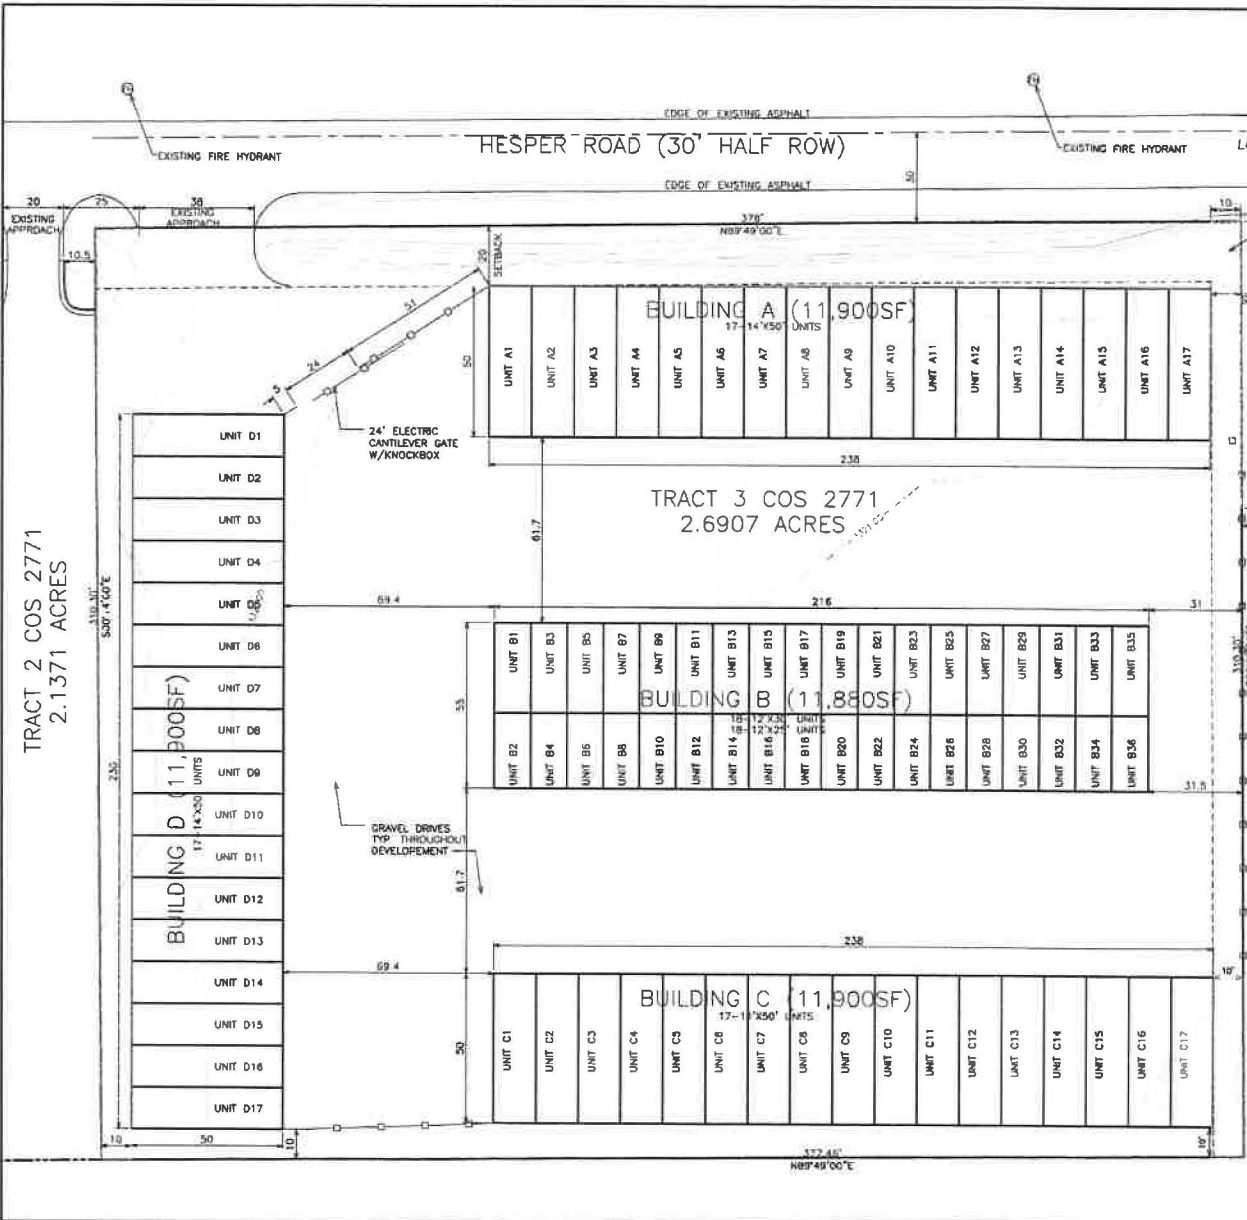 EDGE OF EXISTING ASPHALT
HESPER ROAD (30' HALF ROW)
EXISTING FIRE HYDRANT
EXISTING FIRE HYDRANT
EDGE OF EXISTING ASPHALT
20
25
EXISTING
APPROACH
EXISTING
APPROACH
10
378'
N89°49'00"E
10.5
20
SETBACK
51
24
5
BUILDING A (11,900SF)
17-14'X50' UNITS
50
UNIT A1
UNIT A2
UNIT A3
UNIT A4
UNIT A5
UNIT A6
UNIT A7
UNIT A8
UNIT A9
UNIT A10
UNIT A11
UNIT A12
UNIT A13
UNIT A14
UNIT A15
UNIT A16
UNIT A17
238
24' ELECTRIC
CANTILEVER GATE
W/KNOCKBOX
TRACT 3 COS 2771
2.6907 ACRES
61.7
TRACT 2 COS 2771
2.1371 ACRES
UNIT D1
UNIT D2
UNIT D3
UNIT D4
UNIT D5
UNIT D6
UNIT D7
UNIT D8
UNIT D9
UNIT D10
UNIT D11
UNIT D12
UNIT D13
UNIT D14
UNIT D15
UNIT D16
UNIT D17
BUILDING D (11,900SF)
17-14'X50' UNITS
69.4
216
31
UNIT B1
UNIT B3
UNIT B5
UNIT B7
UNIT B9
UNIT B11
UNIT B13
UNIT B15
UNIT B17
UNIT B19
UNIT B21
UNIT B23
UNIT B25
UNIT B27
UNIT B29
UNIT B31
UNIT B33
UNIT B35
55
BUILDING B (11,880SF)
18-12'X30' UNITS
18-12'X25' UNITS
UNIT B2
UNIT B4
UNIT B6
UNIT B8
UNIT B10
UNIT B12
UNIT B14
UNIT B16
UNIT B18
UNIT B20
UNIT B22
UNIT B24
UNIT B26
UNIT B28
UNIT B30
UNIT B32
UNIT B34
UNIT B36
31.5
GRAVEL DRIVES
TYP THROUGHOUT
DEVELOPEMENT
61.7
69.4
238
10'
BUILDING C (11,900SF)
50
UNIT C1
UNIT C2
UNIT C3
UNIT C4
UNIT C5
UNIT C6
UNIT C7
UNIT C8
UNIT C9
UNIT C10
UNIT C11
UNIT C12
UNIT C13
UNIT C14
UNIT C15
UNIT C16
UNIT C17
10
50
10
10'
377.45'
N89°49'00"E